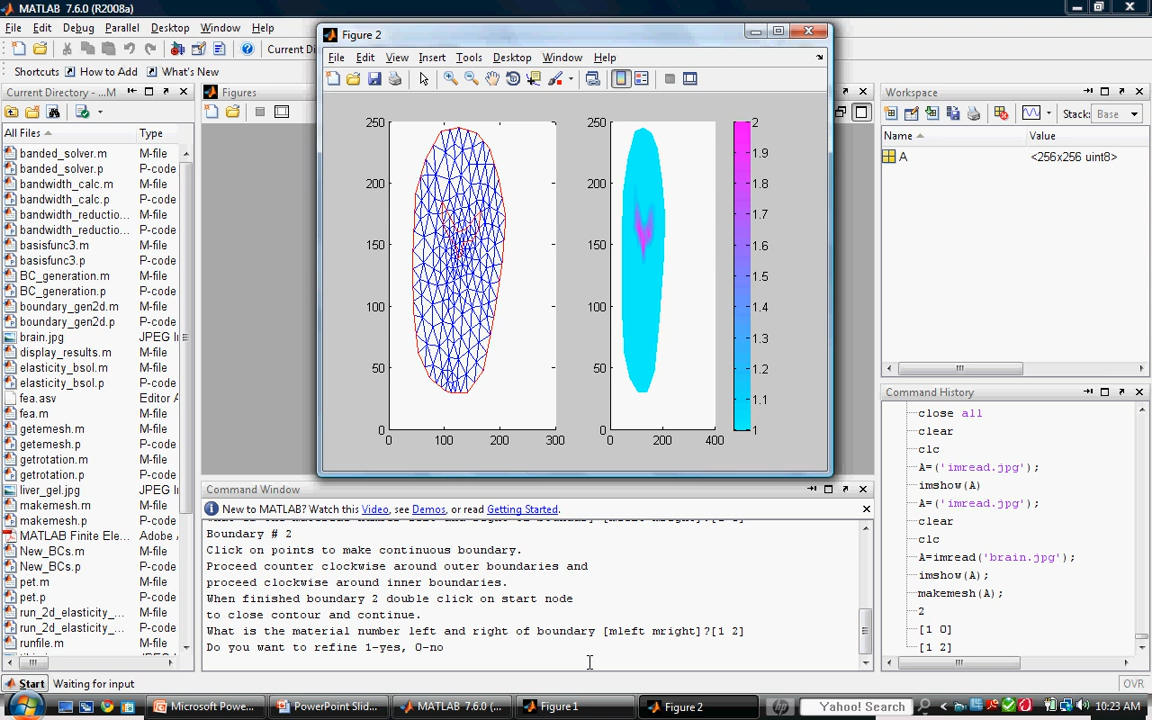 MATLAB 7.6.0 (R2008a)
File Edit Debug Parallel Desktop Window Help
Current Di
Shortcuts How to Add What's New
Current Directory - ...M
All Files Type
banded_solver.m M-file
banded_solver.p P-code
bandwidth_calc.m M-file
bandwidth_calc.p P-code
bandwidth_reductio... M-file
bandwidth_reductio... P-code
basisfunc3.m M-file
basisfunc3.p P-code
BC_generation.m M-file
BC_generation.p P-code
boundary_gen2d.m M-file
boundary_gen2d.p P-code
brain.jpg JPEG I
display_results.m M-file
elasticity_bsol.m M-file
elasticity_bsol.p P-code
fea.asv Editor A
fea.m M-file
getemesh.m M-file
getemesh.p P-code
getrotation.m M-file
getrotation.p P-code
liver_gel.jpg JPEG I
makemesh.m M-file
makemesh.p P-code
MATLAB Finite Ele... Adobe
New_BCs.m M-file
New_BCs.p P-code
pet.m M-file
pet.p P-code
run_2d_elasticity_... M-file
run_2d_elasticity_... P-code
runfile.m M-file
Figures
Figure 2
File Edit View Insert Tools Desktop Window Help
250
200
150
100
50
0
0 100 200 300
250
200
150
100
50
0
0 200 400
2
1.9
1.8
1.7
1.6
1.5
1.4
1.3
1.2
1.1
1
Command Window
New to MATLAB? Watch this Video, see Demos, or read Getting Started.
Boundary # 2
Click on points to make continuous boundary.
Proceed counter clockwise around outer boundaries and
proceed clockwise around inner boundaries.
When finished boundary 2 double click on start node
to close contour and continue.
What is the material number left and right of boundary [mleft mright]?[1 2]
Do you want to refine 1-yes, 0-no
Workspace
Stack: Base
Name Value
A <256x256 uint8>
Command History
close all
clear
clc
A=('imread.jpg');
imshow(A)
A=('imread.jpg');
clear
clc
A=imread('brain.jpg');
imshow(A);
makemesh(A);
2
[1 0]
[1 2]
Start Waiting for input
OVR
Microsoft Powe... PowerPoint Slid... MATLAB 7.6.0 (... Figure 1 Figure 2 hp Yahoo! Search 10:23 AM